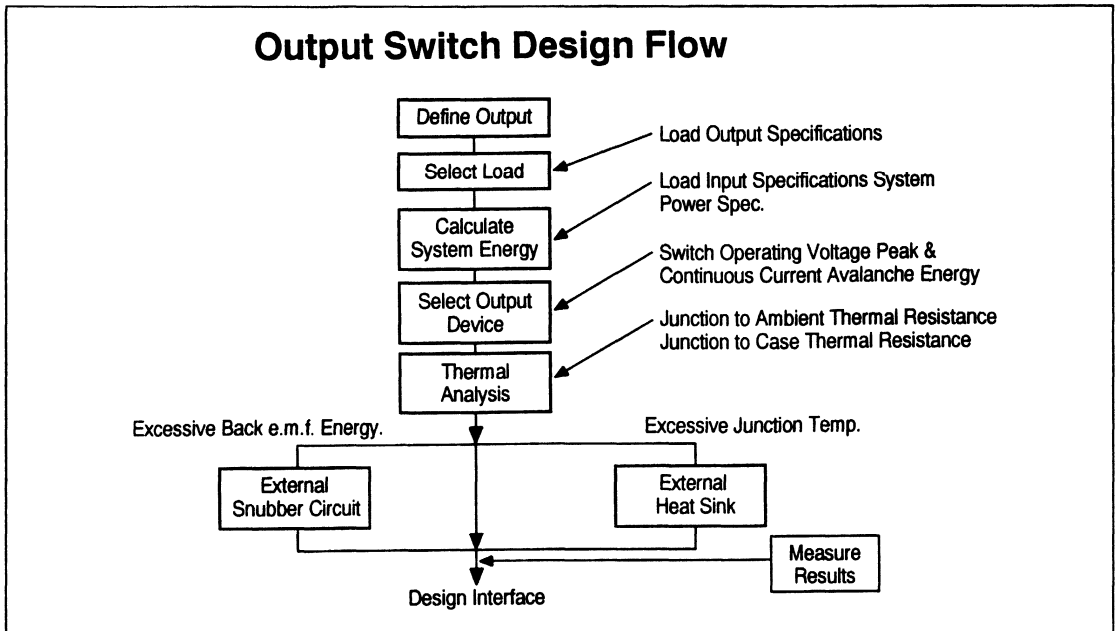 Output Switch Design Flow
Define Output
Load Output Specifications
Select Load
Load Input Specifications System
Power Spec.
Calculate
System Energy
Switch Operating Voltage Peak &
Continuous Current Avalanche Energy
Select Output
Device
Junction to Ambient Thermal Resistance
Junction to Case Thermal Resistance
Thermal
Analysis
Excessive Back e.m.f. Energy.
Excessive Junction Temp.
External
Snubber Circuit
External
Heat Sink
Measure
Results
Design Interface